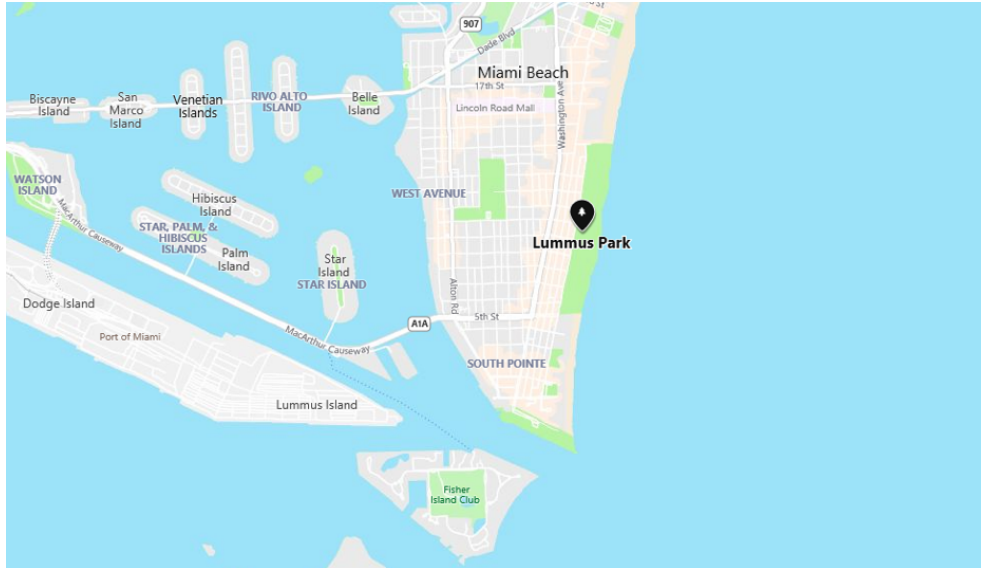 907
Dade Blvd
Miami Beach
17th St
Biscayne
Island
San
Marco
Island
Venetian
Islands
RIVO ALTO
ISLAND
Belle
Island
Lincoln Road Mall
Washington Ave
WATSON
ISLAND
WEST AVENUE
Hibiscus
Island
MacArthur Causeway
STAR, PALM, &
HIBISCUS
ISLANDS
Lummus Park
Palm
Island
Star
Island
STAR ISLAND
Alton Rd
Dodge Island
A1A
5th St
Port of Miami
MacArthur Causeway
SOUTH POINTE
Lummus Island
Fisher
Island Club